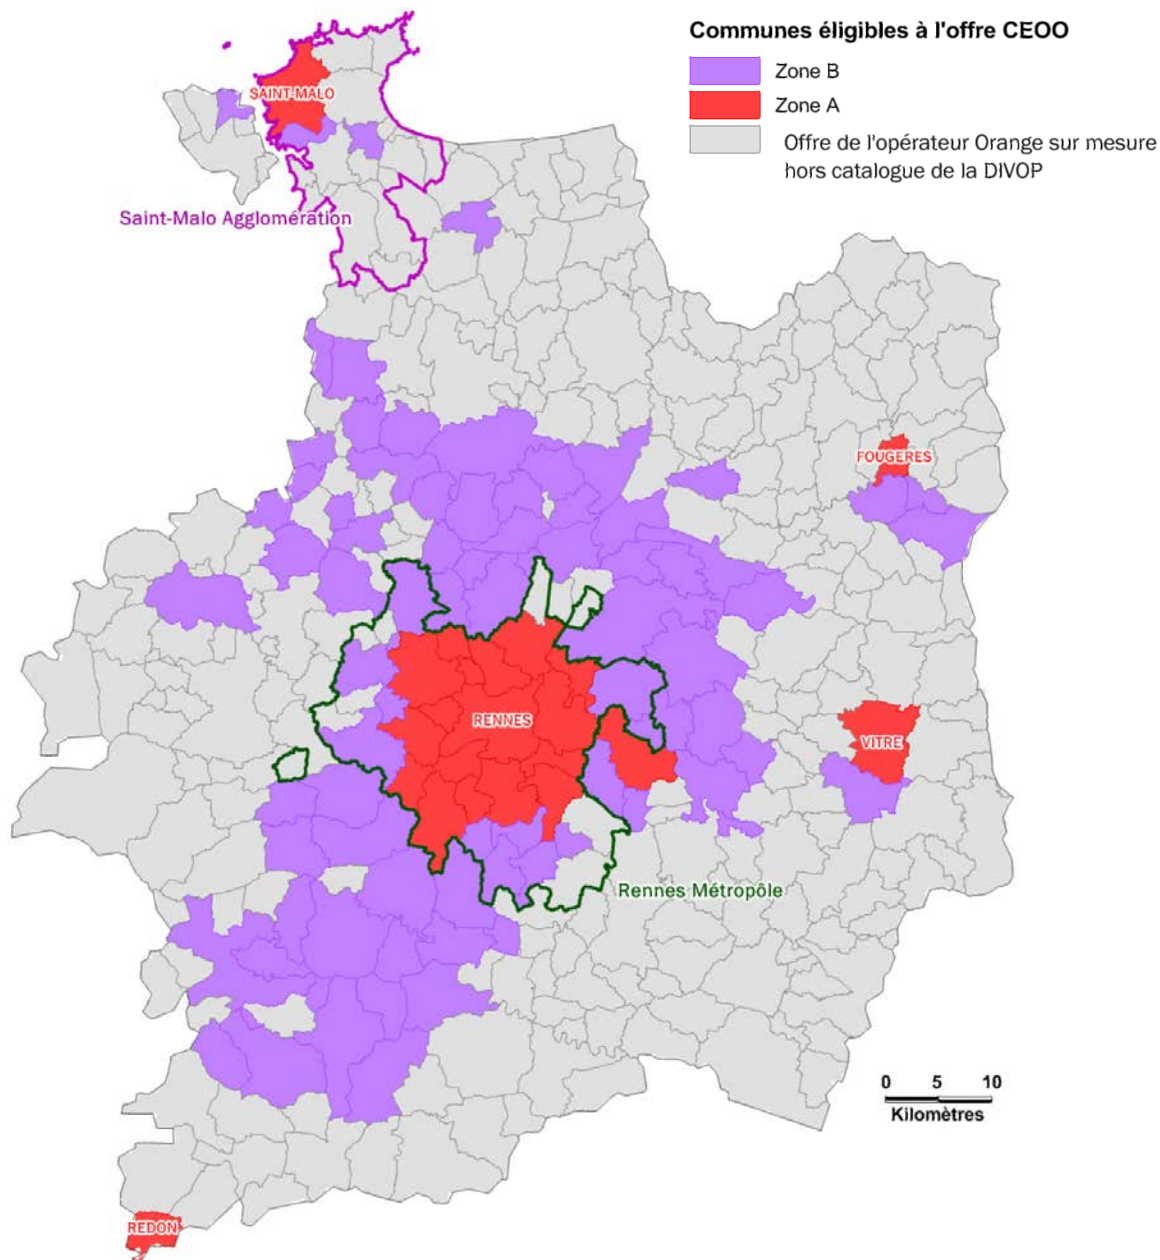 Communes éligibles à l'offre CEOO
Zone B
Zone A
Offre de l'opérateur Orange sur mesure
hors catalogue de la DIVOP
SAINT-MALO
Saint-Malo Agglomération
FOUGERES
RENNES
VITRE
Rennes Métropôle
0 5 10
Kilomètres
REDON